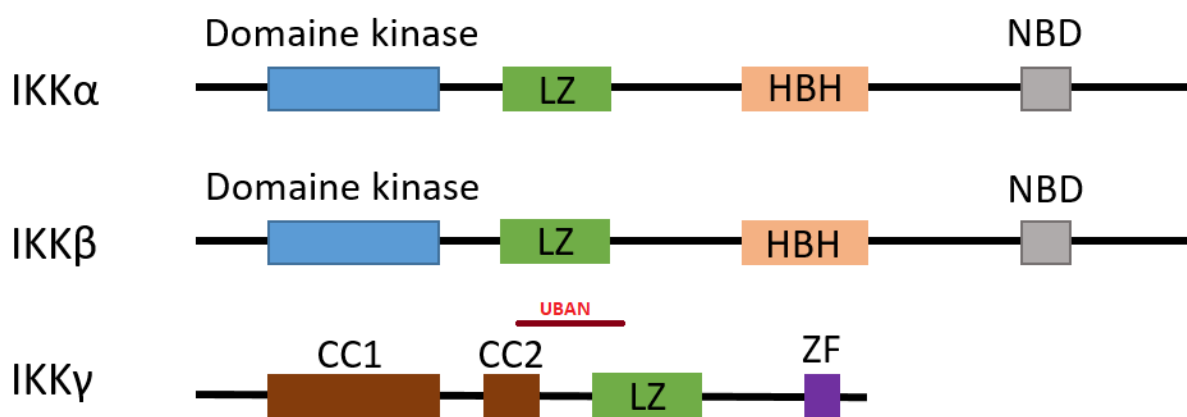 Domaine kinase NBD
IKKα LZ HBH
Domaine kinase NBD
IKKβ LZ HBH
UBAN
CC1 CC2 ZF
IKKγ LZ